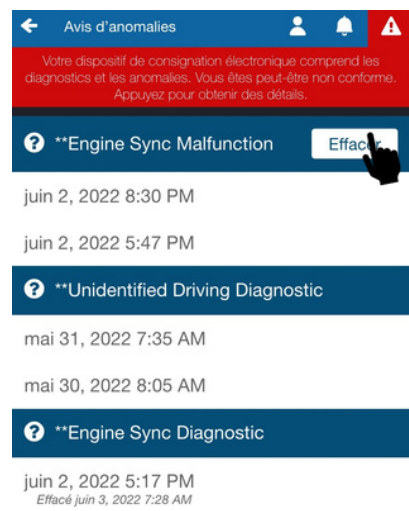 Avis d'anomalies
Votre dispositif de consignation électronique comprend les
diagnostics et les anomalies. Vous êtes peut-être non conforme.
Appuyez pour obtenir des détails.
**Engine Sync Malfunction
Effacer
juin 2, 2022 8:30 PM
juin 2, 2022 5:47 PM
**Unidentified Driving Diagnostic
mai 31, 2022 7:35 AM
mai 30, 2022 8:05 AM
**Engine Sync Diagnostic
juin 2, 2022 5:17 PM
Effacé juin 3, 2022 7:28 AM